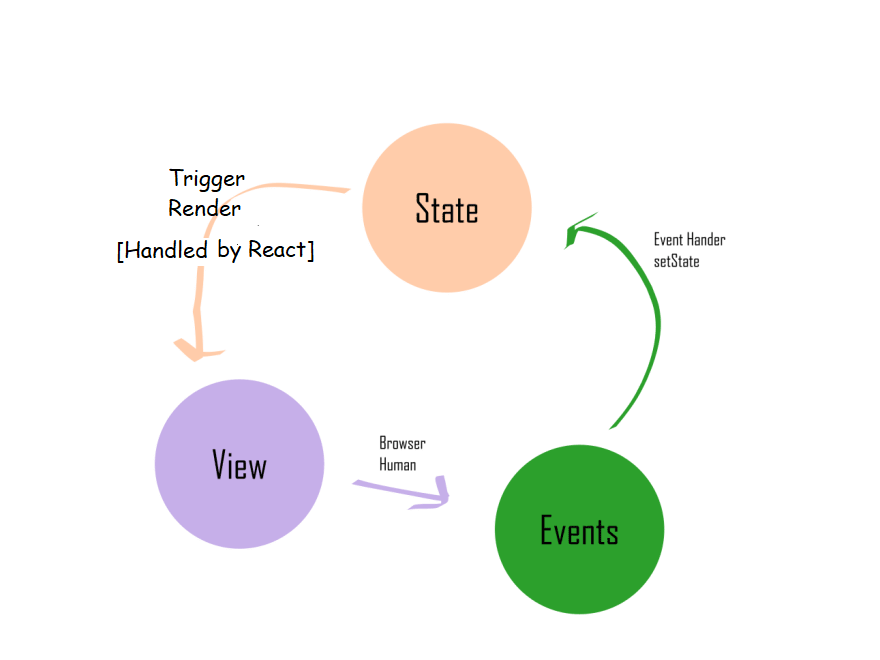 Trigger
Render
[Handled by React]
State
Event Hander
setState
View
Browser
Human
Events